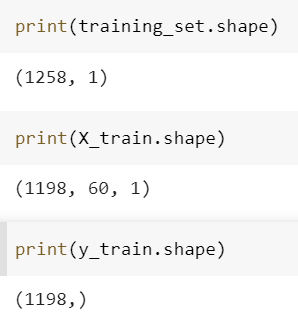 print(training_set.shape)
(1258, 1)
print(X_train.shape)
(1198, 60, 1)
print(y_train.shape)
(1198,)